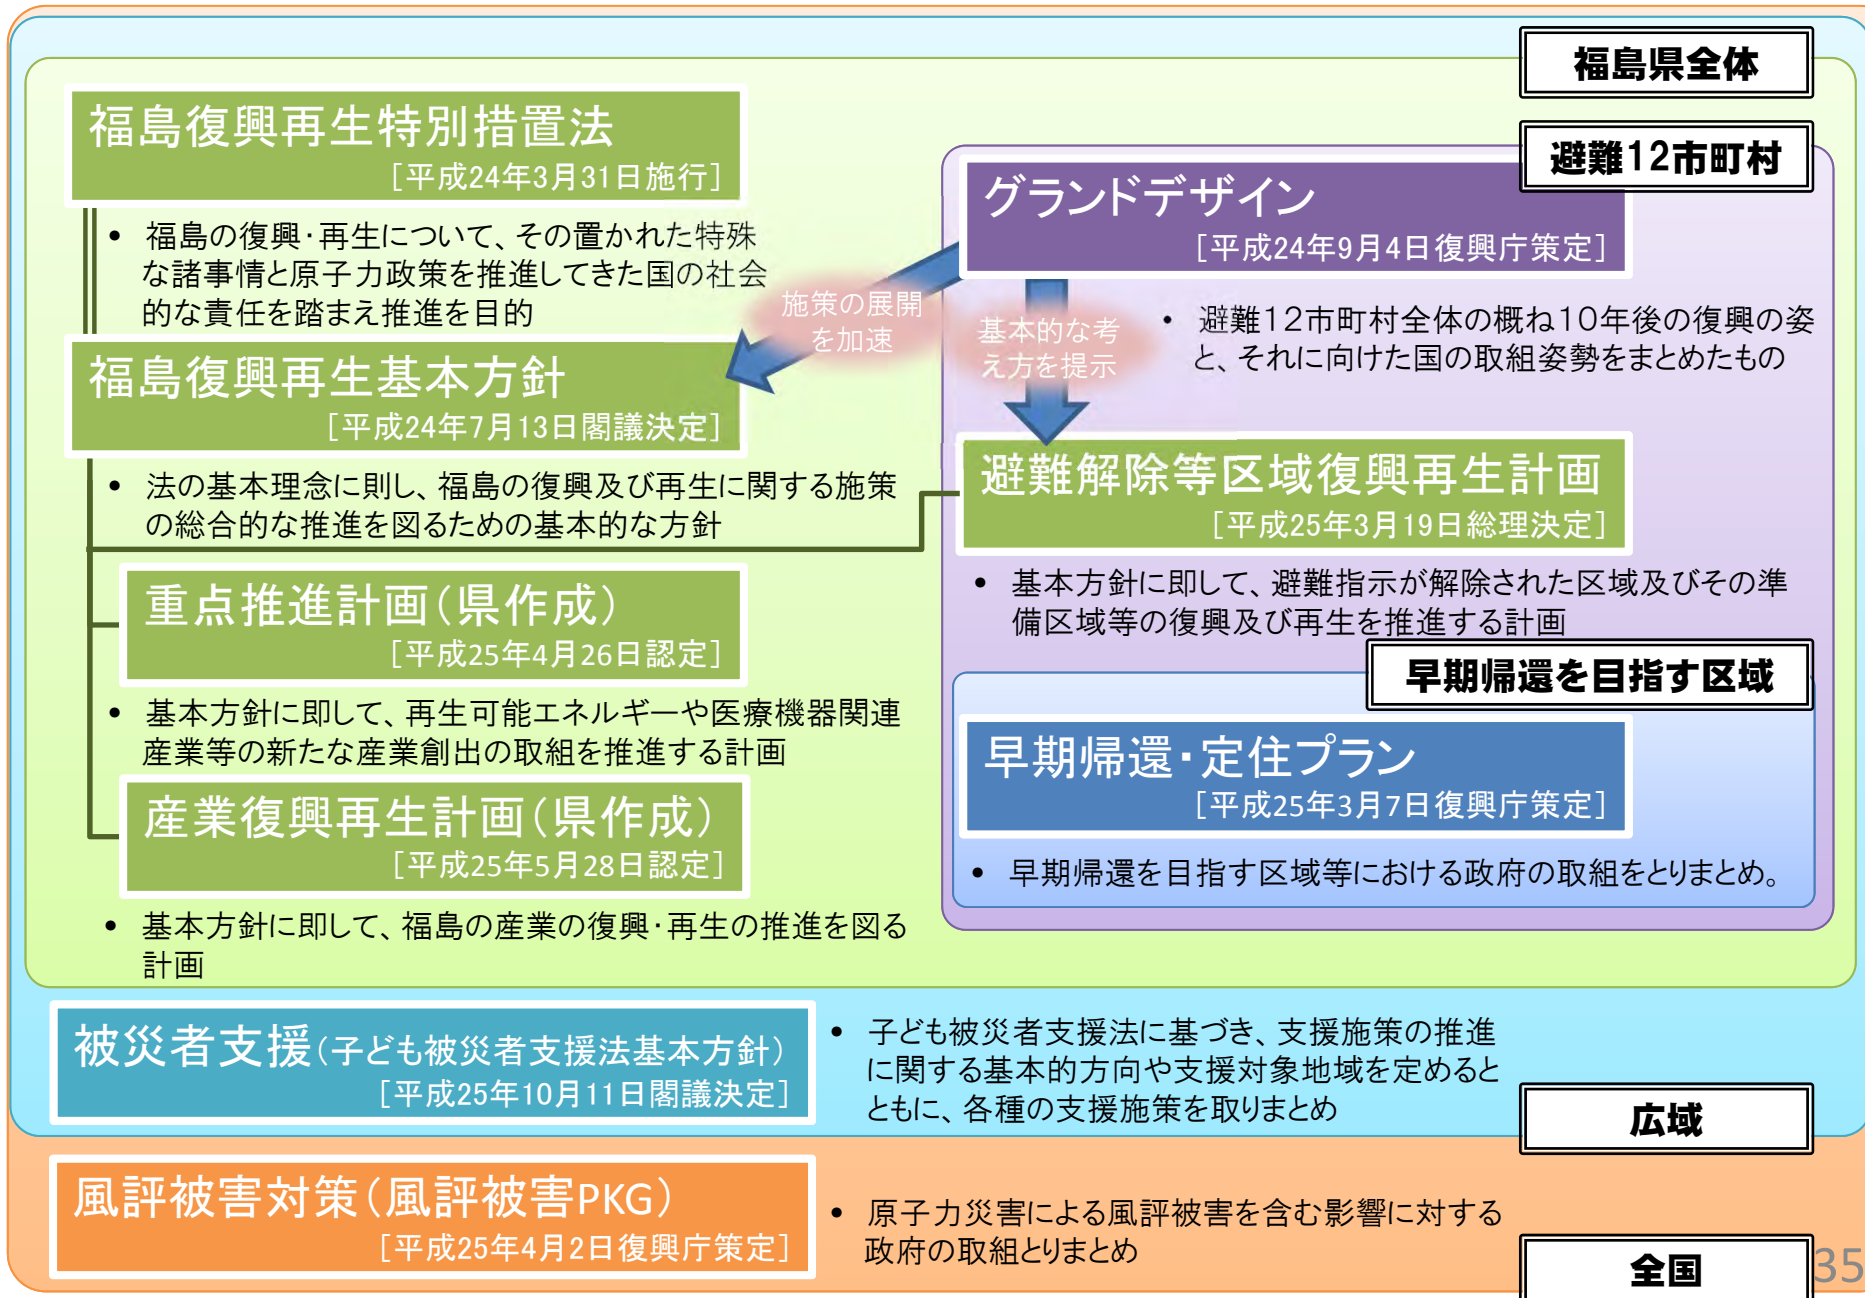 福島県全体
福島復興再生特別措置法
［平成24年3月31日施行］
• 福島の復興・再生について、その置かれた特殊
な諸事情と原子力政策を推進してきた国の社会
的な責任を踏まえ推進を目的
福島復興再生基本方針
［平成24年7月13日閣議決定］
• 法の基本理念に則し、福島の復興及び再生に関する施策
の総合的な推進を図るための基本的な方針
重点推進計画（県作成）
［平成25年4月26日認定］
• 基本方針に即して、再生可能エネルギーや医療機器関連
産業等の新たな産業創出の取組を推進する計画
産業復興再生計画（県作成）
［平成25年5月28日認定］
• 基本方針に即して、福島の産業の復興・再生の推進を図る
計画
避難12市町村
グランドデザイン
［平成24年9月4日復興庁策定］
施策の展開
を加速
基本的な考
え方を提示
• 避難12市町村全体の概ね10年後の復興の姿
と、それに向けた国の取組姿勢をまとめたもの
避難解除等区域復興再生計画
［平成25年3月19日総理決定］
• 基本方針に即して、避難指示が解除された区域及びその準
備区域等の復興及び再生を推進する計画
早期帰還を目指す区域
早期帰還・定住プラン
［平成25年3月7日復興庁策定］
• 早期帰還を目指す区域等における政府の取組をとりまとめ。
被災者支援（子ども被災者支援法基本方針）
［平成25年10月11日閣議決定］
• 子ども被災者支援法に基づき、支援施策の推進
に関する基本的方向や支援対象地域を定めると
ともに、各種の支援施策を取りまとめ
広域
風評被害対策（風評被害PKG）
［平成25年4月2日復興庁策定］
• 原子力災害による風評被害を含む影響に対する
政府の取組とりまとめ
全国
35